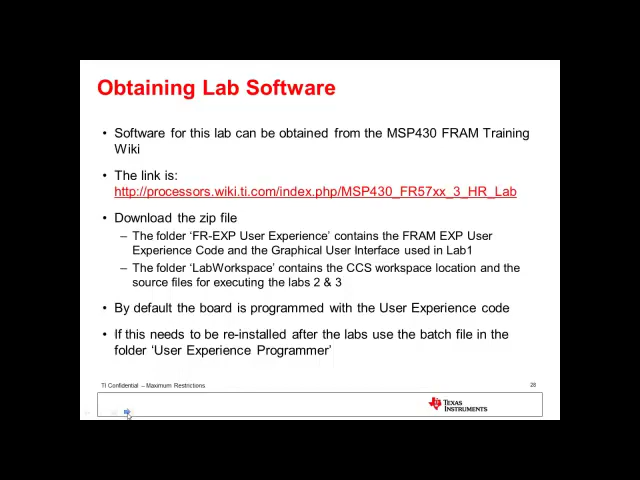 Obtaining Lab Software
• Software for this lab can be obtained from the MSP430 FRAM Training
Wiki
• The link is:
http://processors.wiki.ti.com/index.php/MSP430_FR57xx_3_HR_Lab
• Download the zip file
– The folder ‘FR-EXP User Experience’ contains the FRAM EXP User
Experience Code and the Graphical User Interface used in Lab1
– The folder ‘LabWorkspace’ contains the CCS workspace location and the
source files for executing the labs 2 & 3
• By default the board is programmed with the User Experience code
• If this needs to be re-installed after the labs use the batch file in the
folder ‘User Experience Programmer’
TI Confidential – Maximum Restrictions
28
TEXAS
INSTRUMENTS